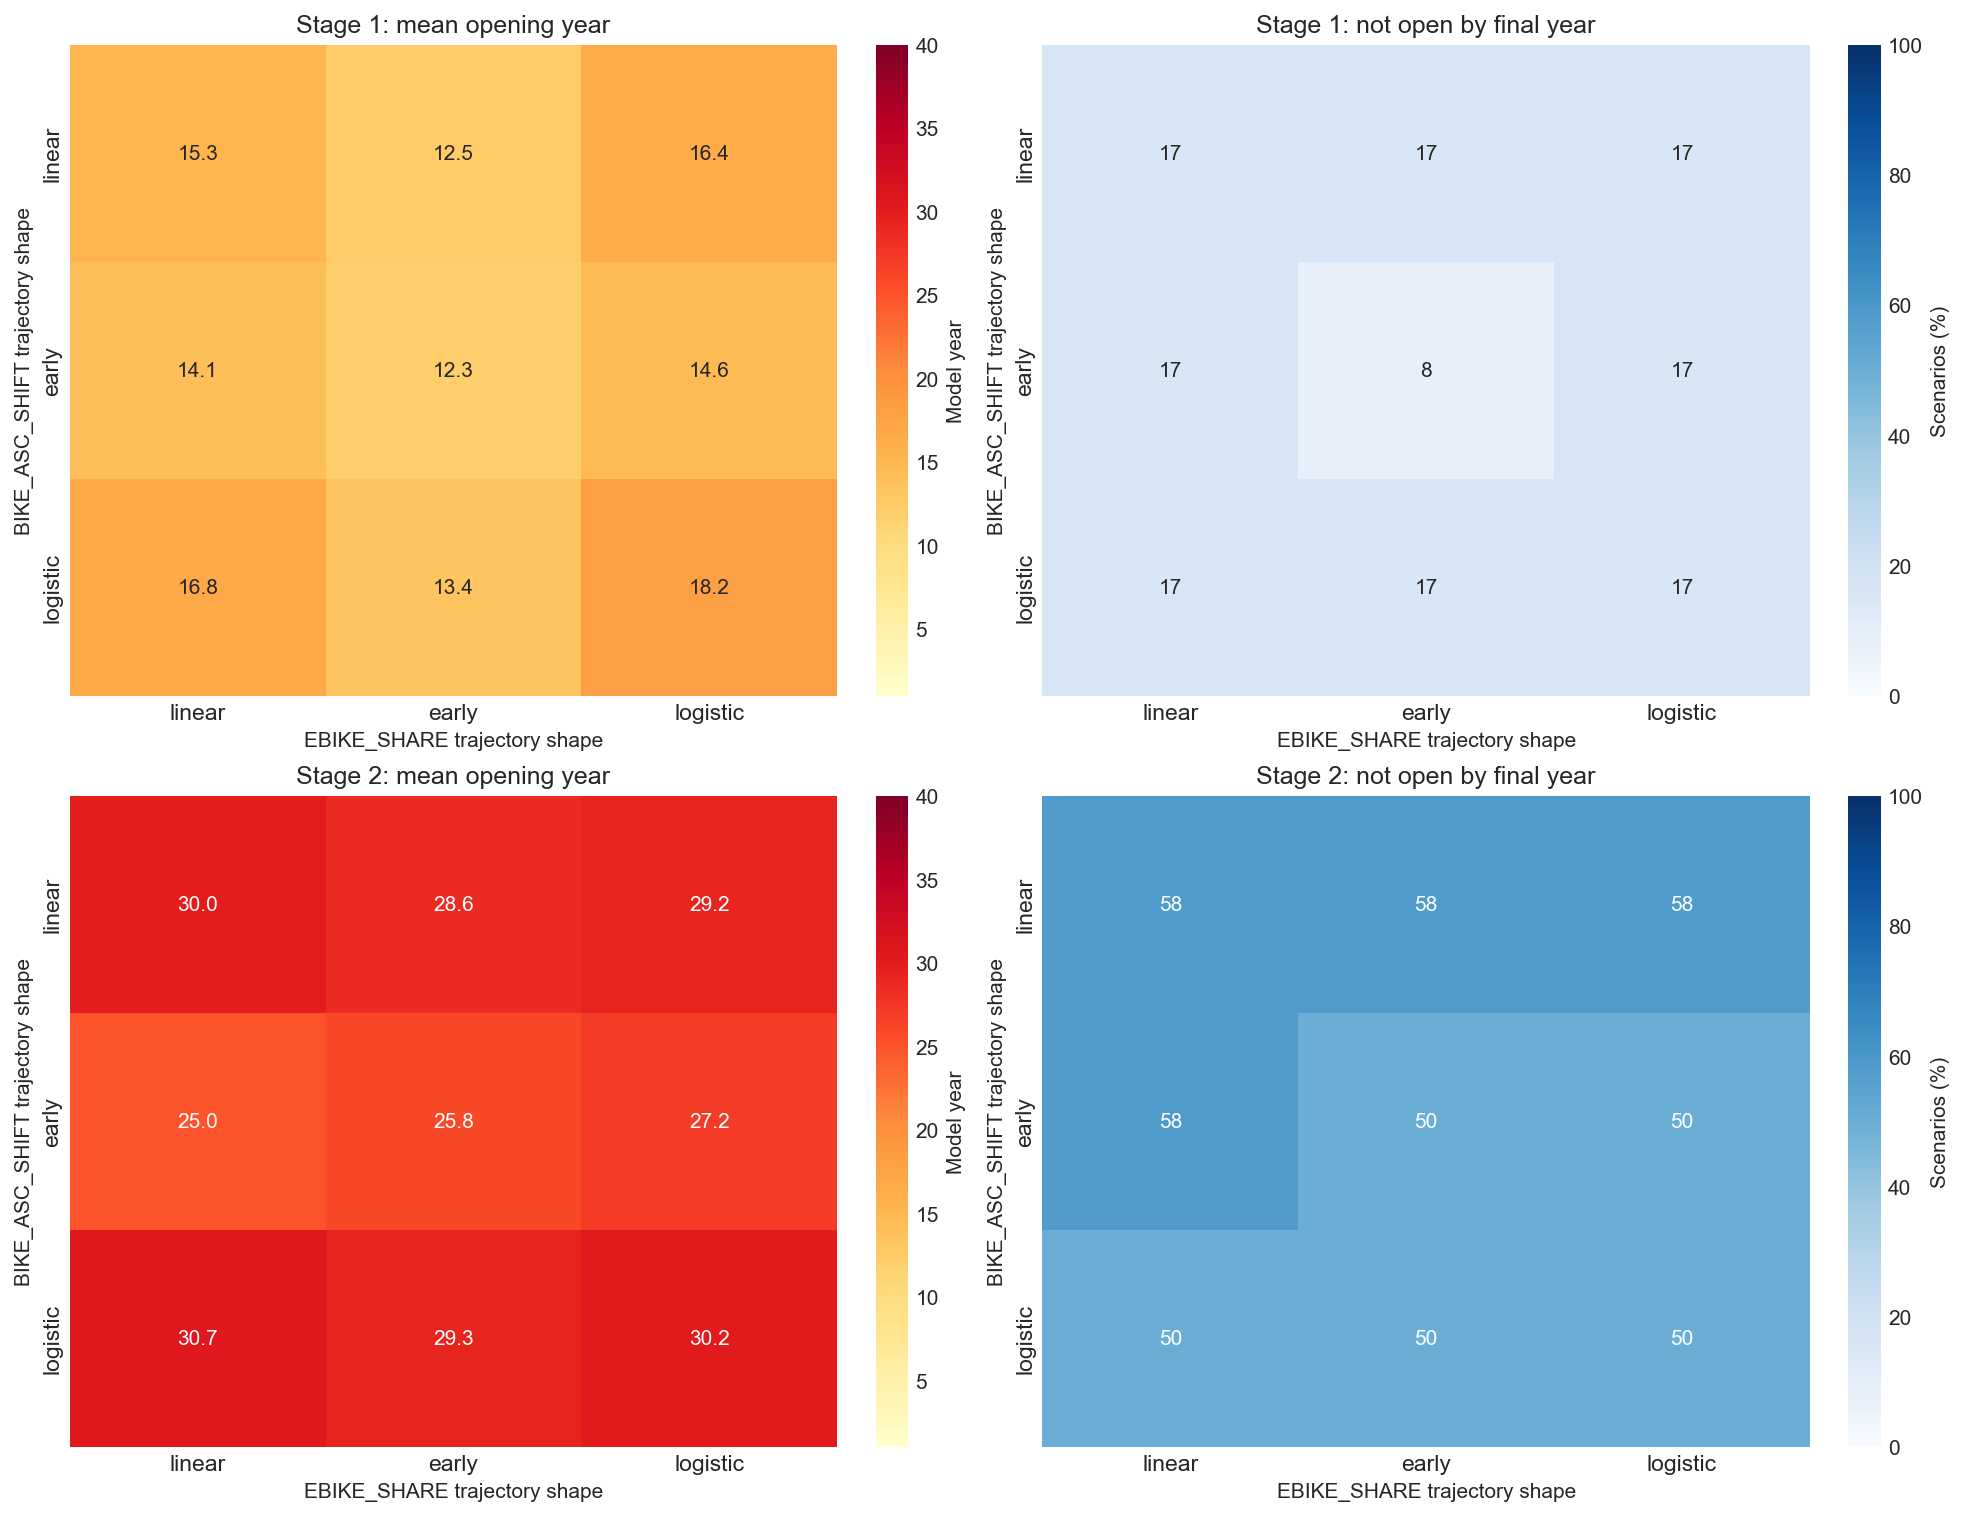 Stage 1: mean opening year
BIKE_ASC_SHIFT trajectory shape
linear
15.3 12.5 16.4
early
14.1 12.3 14.6
logistic
16.8 13.4 18.2
linear early logistic
EBIKE_SHARE trajectory shape
40
35
30
25
20
15
10
5
Model year
Stage 1: not open by final year
BIKE_ASC_SHIFT trajectory shape
linear
17 17 17
early
17 8 17
logistic
17 17 17
linear early logistic
EBIKE_SHARE trajectory shape
100
80
60
40
20
0
Scenarios (%)
Stage 2: mean opening year
BIKE_ASC_SHIFT trajectory shape
linear
30.0 28.6 29.2
early
25.0 25.8 27.2
logistic
30.7 29.3 30.2
linear early logistic
EBIKE_SHARE trajectory shape
40
35
30
25
20
15
10
5
Model year
Stage 2: not open by final year
BIKE_ASC_SHIFT trajectory shape
linear
58 58 58
early
58 50 50
logistic
50 50 50
linear early logistic
EBIKE_SHARE trajectory shape
100
80
60
40
20
0
Scenarios (%)